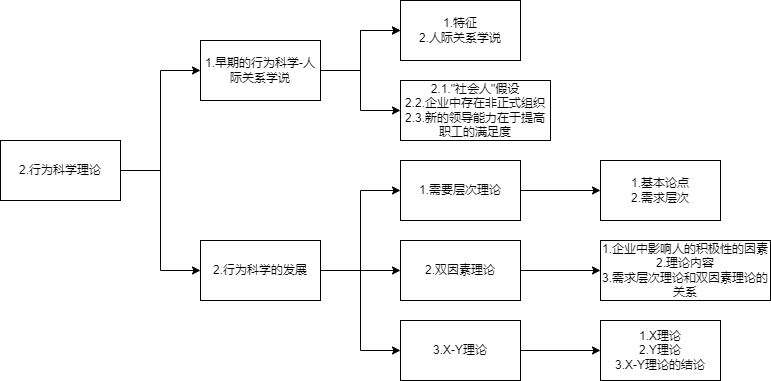 2.行为科学理论
1.早期的行为科学-人
际关系学说
1.特征
2.人际关系学说
2.1."社会人"假设
2.2.企业中存在非正式组织
2.3.新的领导能力在于提高
职工的满足度
2.行为科学的发展
1.需要层次理论
1.基本论点
2.需求层次
2.双因素理论
1.企业中影响人的积极性的因素
2.理论内容
3.需求层次理论和双因素理论的
关系
3.X-Y理论
1.X理论
2.Y理论
3.X-Y理论的结论